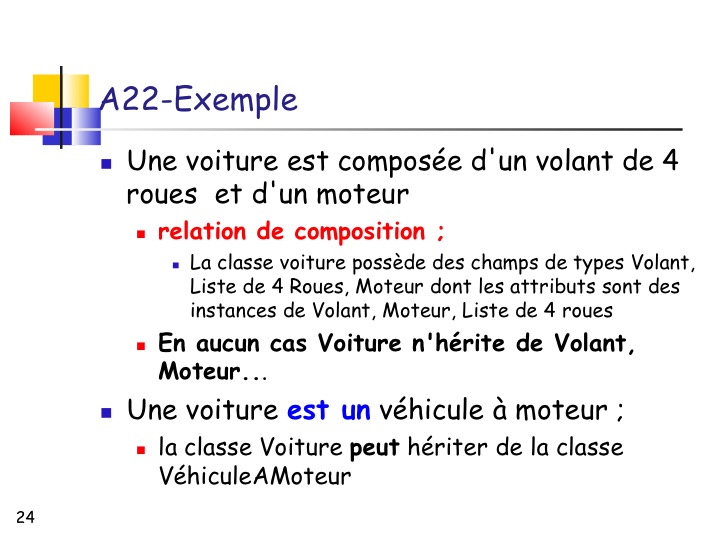 A22-Exemple
Une voiture est composée d'un volant de 4
roues et d'un moteur
relation de composition ;
La classe voiture possède des champs de types Volant,
Liste de 4 Roues, Moteur dont les attributs sont des
instances de Volant, Moteur, Liste de 4 roues
En aucun cas Voiture n'hérite de Volant,
Moteur...
Une voiture est un véhicule à moteur ;
la classe Voiture peut hériter de la classe
VéhiculeAMoteur
24